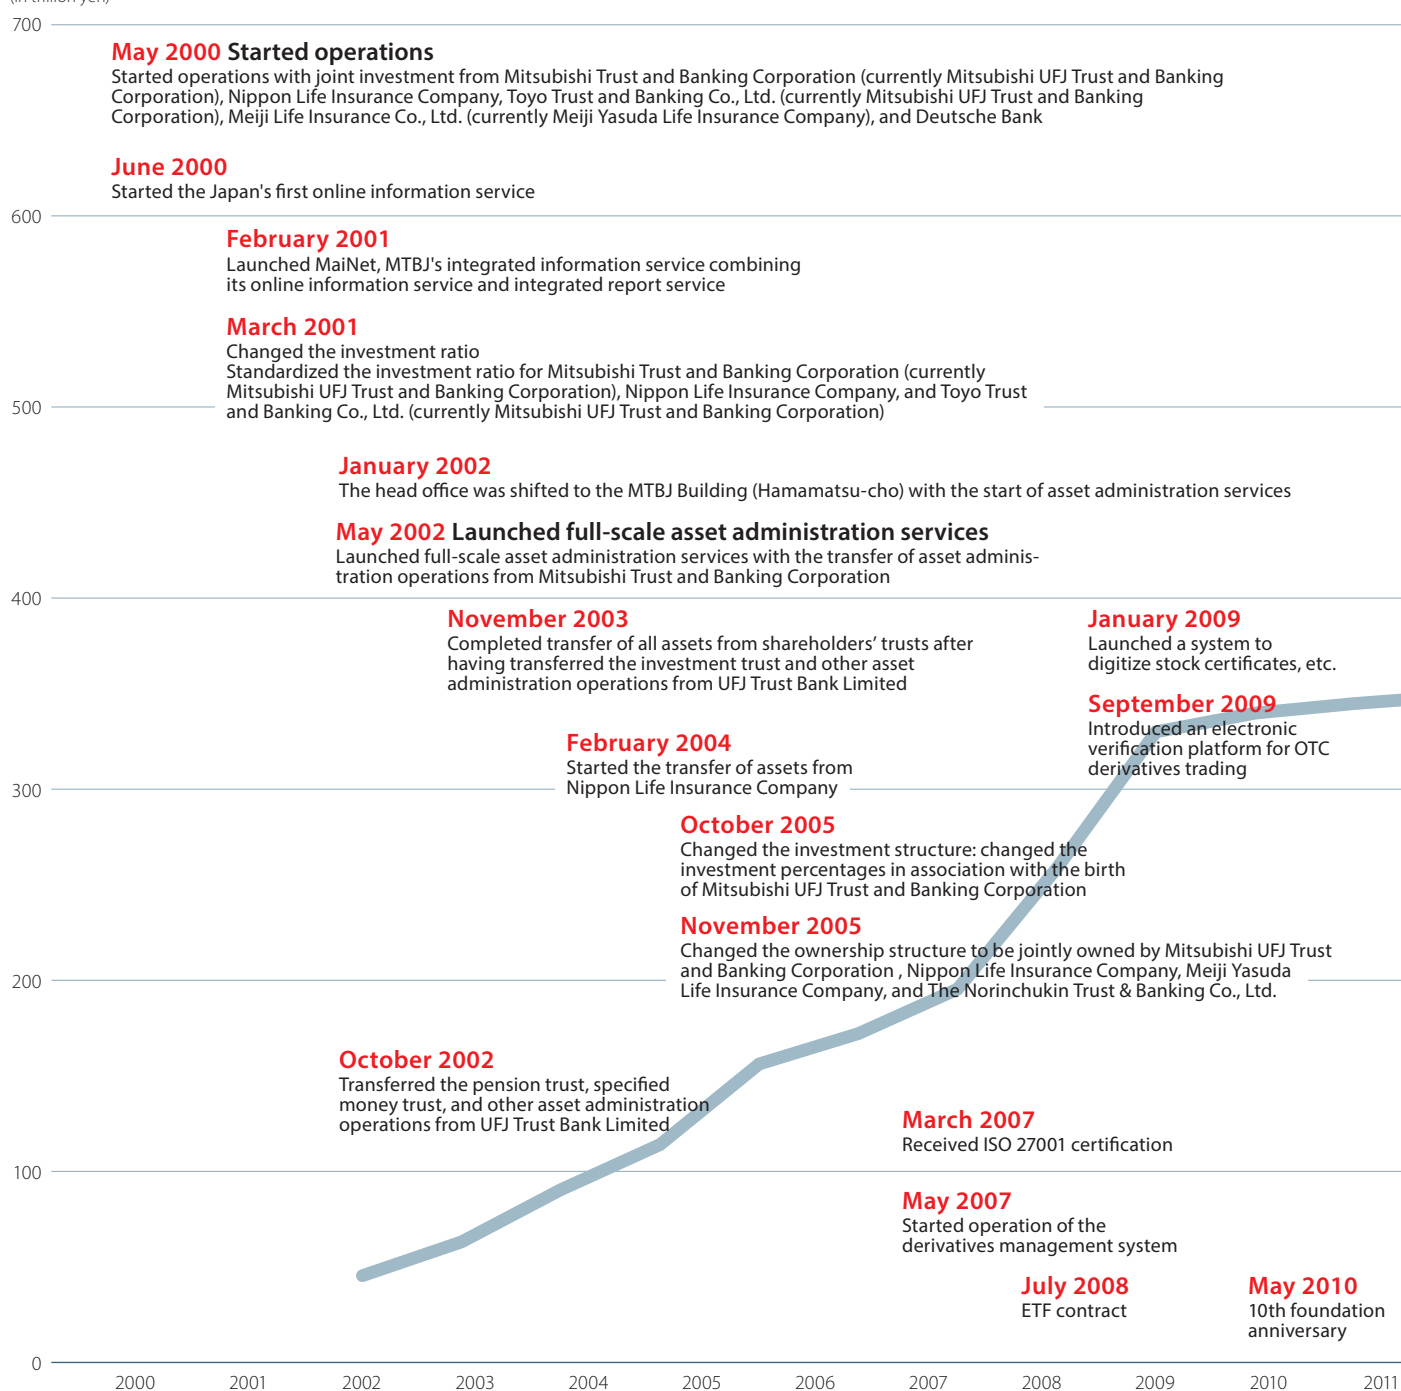 (in trillion yen)
700
May 2000 Started operations
Started operations with joint investment from Mitsubishi Trust and Banking Corporation (currently Mitsubishi UFJ Trust and Banking
Corporation), Nippon Life Insurance Company, Toyo Trust and Banking Co., Ltd. (currently Mitsubishi UFJ Trust and Banking
Corporation), Meiji Life Insurance Co., Ltd. (currently Meiji Yasuda Life Insurance Company), and Deutsche Bank
June 2000
Started the Japan's first online information service
600
February 2001
Launched MaiNet, MTBJ's integrated information service combining
its online information service and integrated report service
March 2001
Changed the investment ratio
Standardized the investment ratio for Mitsubishi Trust and Banking Corporation (currently
Mitsubishi UFJ Trust and Banking Corporation), Nippon Life Insurance Company, and Toyo Trust
and Banking Co., Ltd. (currently Mitsubishi UFJ Trust and Banking Corporation)
500
January 2002
The head office was shifted to the MTBJ Building (Hamamatsu-cho) with the start of asset administration services
May 2002 Launched full-scale asset administration services
Launched full-scale asset administration services with the transfer of asset adminis-
tration operations from Mitsubishi Trust and Banking Corporation
400
November 2003
Completed transfer of all assets from shareholders’ trusts after
having transferred the investment trust and other asset
administration operations from UFJ Trust Bank Limited
January 2009
Launched a system to
digitize stock certificates, etc.
September 2009
Introduced an electronic
verification platform for OTC
derivatives trading
February 2004
Started the transfer of assets from
Nippon Life Insurance Company
300
October 2005
Changed the investment structure: changed the
investment percentages in association with the birth
of Mitsubishi UFJ Trust and Banking Corporation
November 2005
Changed the ownership structure to be jointly owned by Mitsubishi UFJ Trust
and Banking Corporation , Nippon Life Insurance Company, Meiji Yasuda
Life Insurance Company, and The Norinchukin Trust & Banking Co., Ltd.
200
October 2002
Transferred the pension trust, specified
money trust, and other asset administration
operations from UFJ Trust Bank Limited
March 2007
Received ISO 27001 certification
100
May 2007
Started operation of the
derivatives management system
July 2008
ETF contract
May 2010
10th foundation
anniversary
0
2000 2001 2002 2003 2004 2005 2006 2007 2008 2009 2010 2011